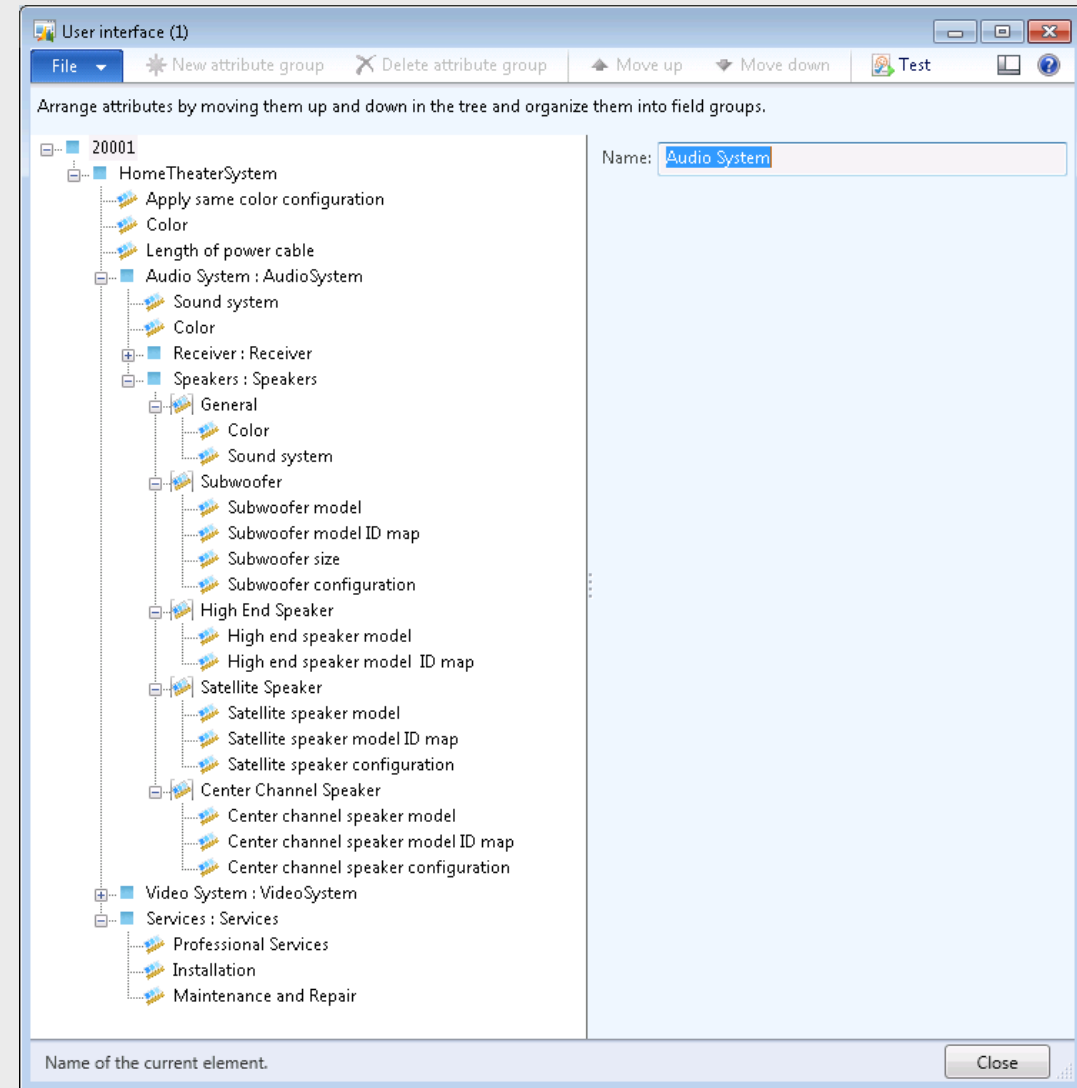 User interface (1)
File New attribute group Delete attribute group Move up Move down Test
Arrange attributes by moving them up and down in the tree and organize them into field groups.
20001
Name: Audio System
HomeTheaterSystem
Apply same color configuration
Color
Length of power cable
Audio System : AudioSystem
Sound system
Color
Receiver : Receiver
Speakers : Speakers
General
Color
Sound system
Subwoofer
Subwoofer model
Subwoofer model ID map
Subwoofer size
Subwoofer configuration
High End Speaker
High end speaker model
High end speaker model  ID map
Satellite Speaker
Satellite speaker model
Satellite speaker model ID map
Satellite speaker configuration
Center Channel Speaker
Center channel speaker model
Center channel speaker model ID map
Center channel speaker configuration
Video System : VideoSystem
Services : Services
Professional Services
Installation
Maintenance and Repair
Name of the current element. Close